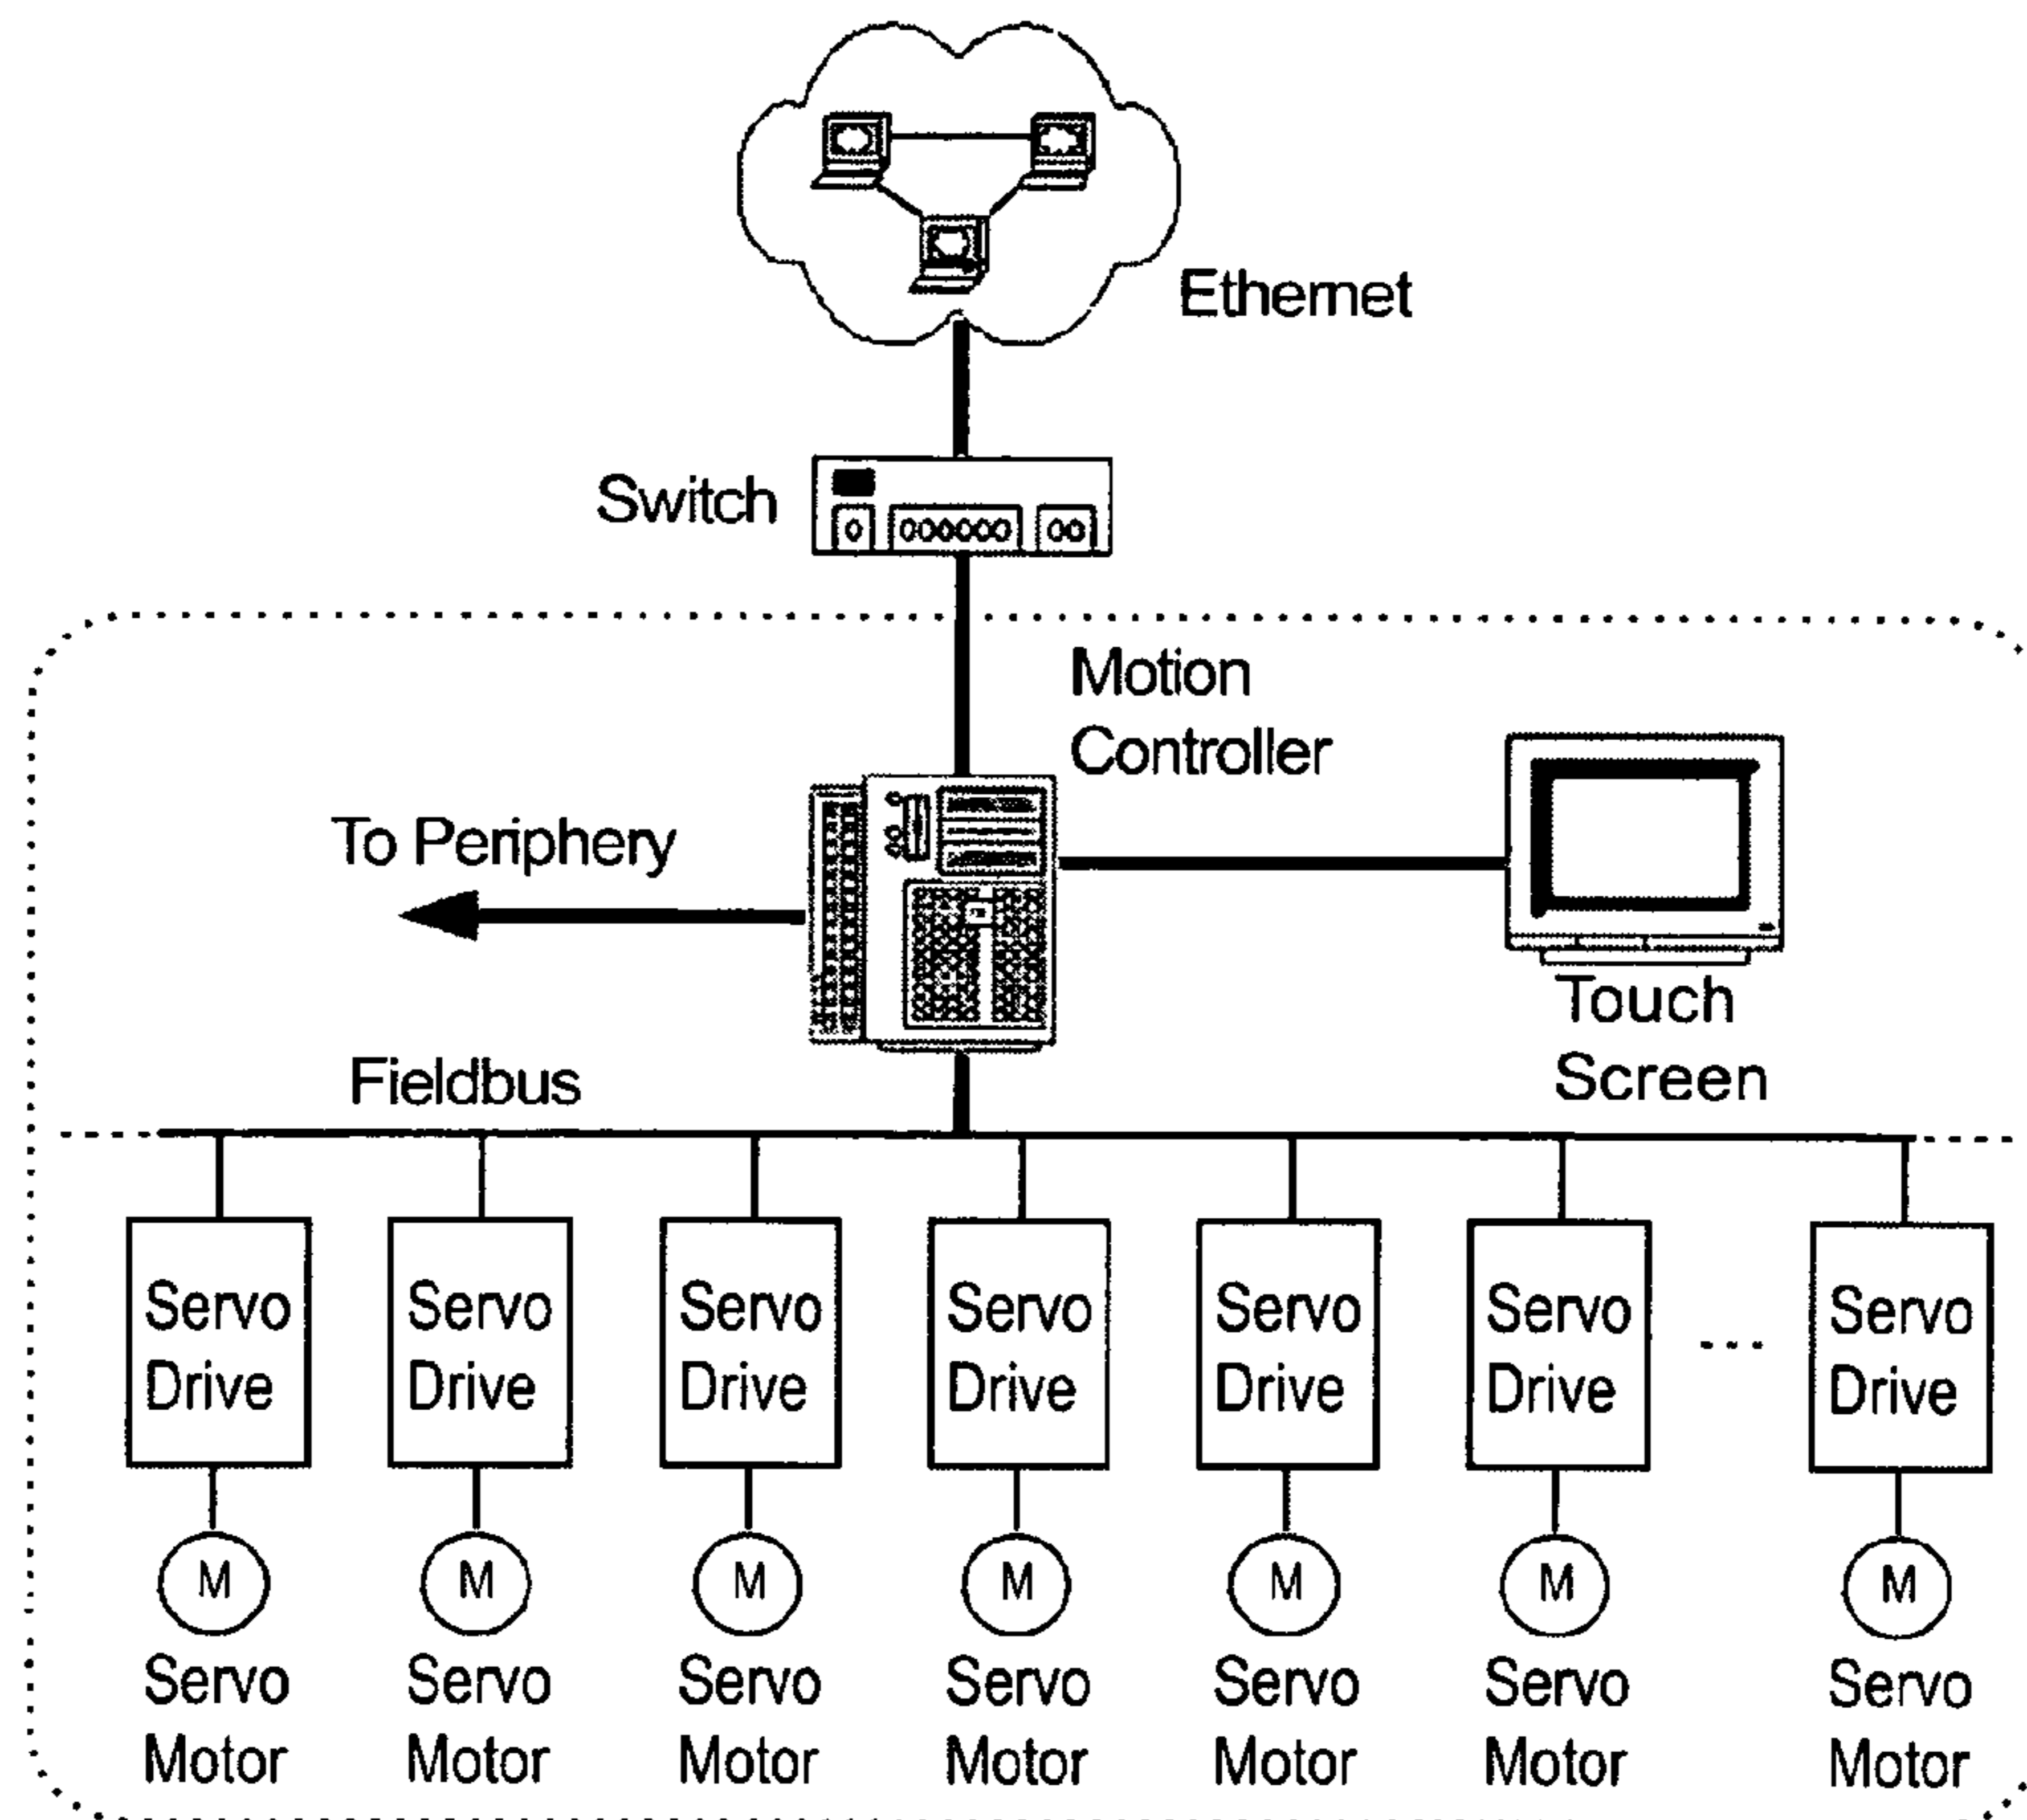 Ethernet
Switch
Motion
Controller
To Periphery
Touch
Screen
Fieldbus
Servo Servo Servo Servo Servo Servo Servo
Drive Drive Drive Drive Drive Drive ... Drive
M M M M M M M
Servo Servo Servo Servo Servo Servo Servo
Motor Motor Motor Motor Motor Motor Motor